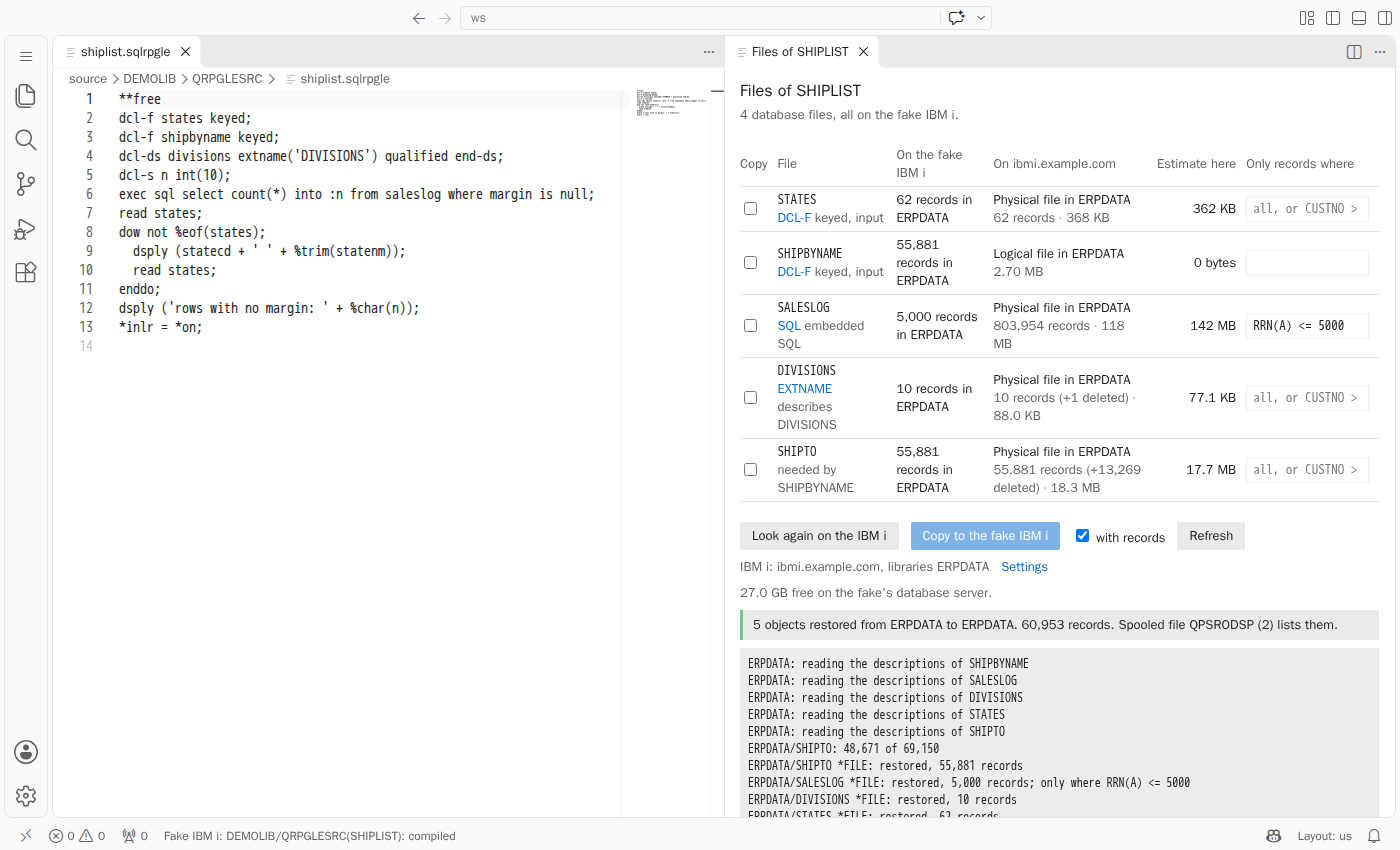 ws
shiplist.sqlrpgle
source > DEMOLIB > QRPGLESRC > shiplist.sqlrpgle
1 **free
2 dcl-f states keyed;
3 dcl-f shipbyname keyed;
4 dcl-ds divisions extname('DIVISIONS') qualified end-ds;
5 dcl-s n int(10);
6 exec sql select count(*) into :n from saleslog where margin is null;
7 read states;
8 dow not %eof(states);
9 dsply (statecd + ' ' + %trim(statenm));
10 read states;
11 enddo;
12 dsply ('rows with no margin: ' + %char(n));
13 *inlr = *on;
14
Files of SHIPLIST
Files of SHIPLIST
4 database files, all on the fake IBM i.
Copy File On the fake IBM i On ibmi.example.com Estimate here Only records where
STATES
DCL-F keyed, input
62 records in
ERPDATA
Physical file in ERPDATA
62 records · 368 KB
362 KB
all, or CUSTNO >
SHIPBYNAME
DCL-F keyed, input
55,881
records in
ERPDATA
Logical file in ERPDATA
2.70 MB
0 bytes
SALESLOG
SQL embedded
SQL
5,000 records
in ERPDATA
Physical file in ERPDATA
803,954 records · 118
MB
142 MB
RRN(A) <= 5000
DIVISIONS
EXTNAME
describes
DIVISIONS
10 records in
ERPDATA
Physical file in ERPDATA
10 records (+1 deleted) ·
88.0 KB
77.1 KB
all, or CUSTNO >
SHIPTO
needed by
SHIPBYNAME
55,881
records in
ERPDATA
Physical file in ERPDATA
55,881 records (+13,269
deleted) · 18.3 MB
17.7 MB
all, or CUSTNO >
Look again on the IBM i Copy to the fake IBM i with records Refresh
IBM i: ibmi.example.com, libraries ERPDATA Settings
27.0 GB free on the fake's database server.
5 objects restored from ERPDATA to ERPDATA. 60,953 records. Spooled file QPSRODSP (2) lists them.
ERPDATA: reading the descriptions of SHIPBYNAME
ERPDATA: reading the descriptions of SALESLOG
ERPDATA: reading the descriptions of DIVISIONS
ERPDATA: reading the descriptions of STATES
ERPDATA: reading the descriptions of SHIPTO
ERPDATA/SHIPTO: 48,671 of 69,150
ERPDATA/SHIPTO *FILE: restored, 55,881 records
ERPDATA/SALESLOG *FILE: restored, 5,000 records; only where RRN(A) <= 5000
ERPDATA/DIVISIONS *FILE: restored, 10 records
ERPDATA/STATES *FILE: restored, 62 records
0 0 0 Fake IBM i: DEMOLIB/QRPGLESRC(SHIPLIST): compiled Layout: us